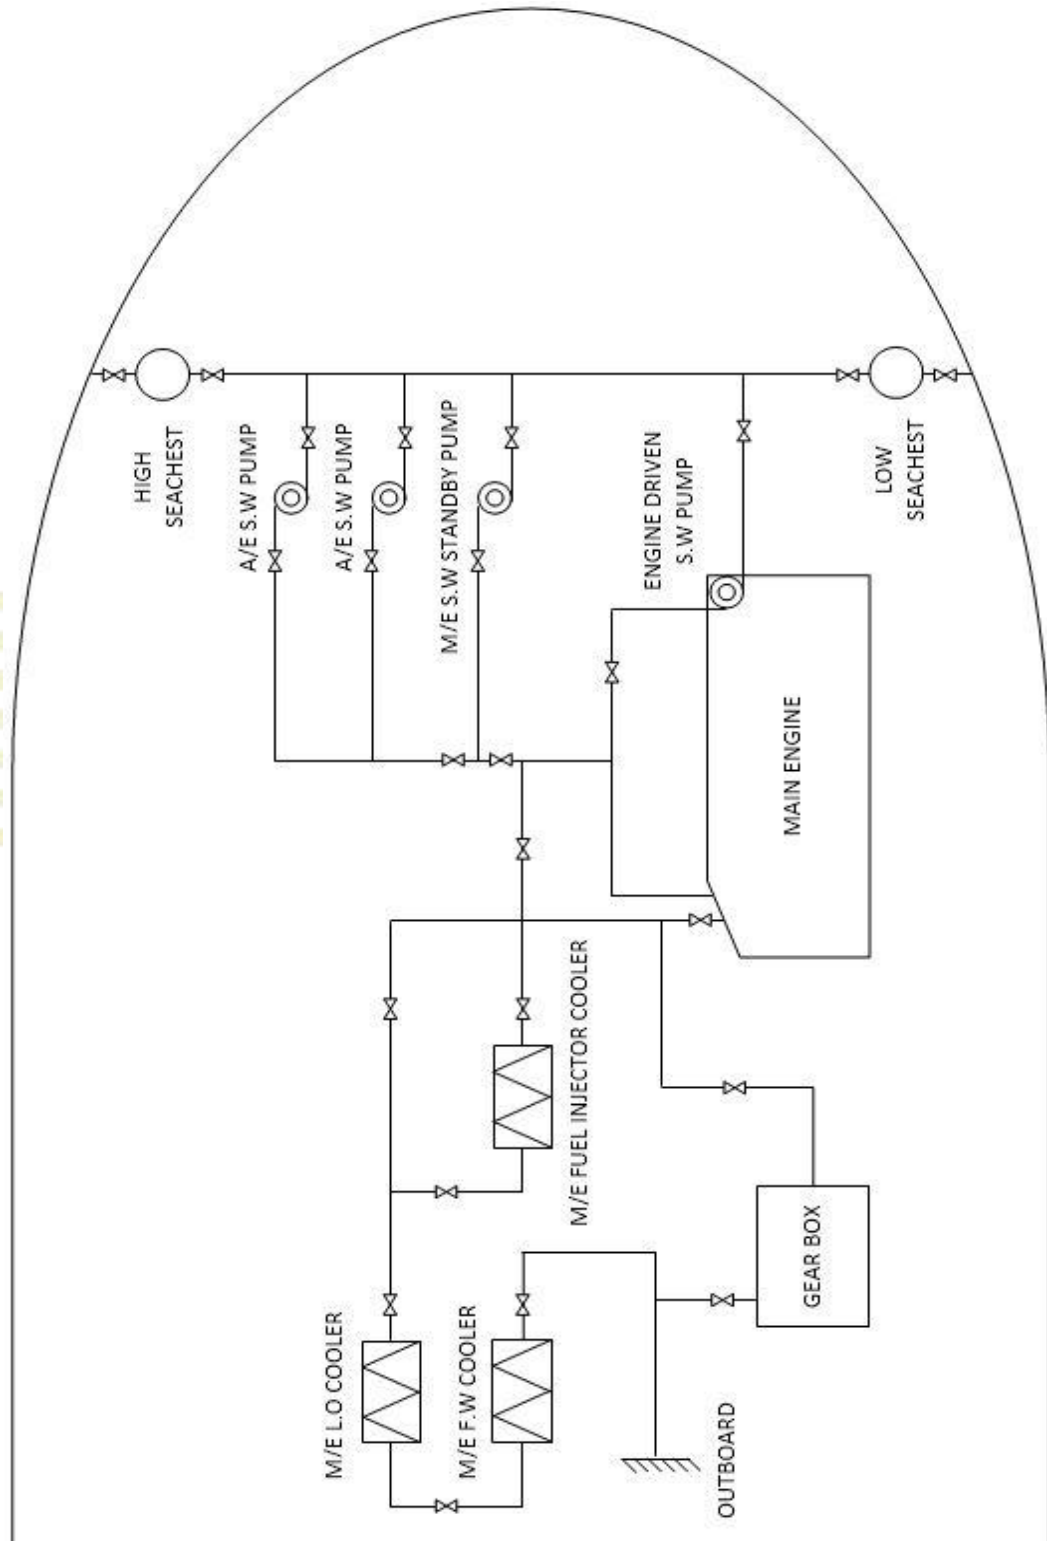 HIGH
SEACHEST
A/E S.W PUMP
A/E S.W PUMP
M/E S.W STANDBY PUMP
ENGINE DRIVEN
S.W PUMP
LOW
SEACHEST
MAIN ENGINE
M/E FUEL INJECTOR COOLER
M/E L.O COOLER
M/E F.W COOLER
GEAR BOX
OUTBOARD